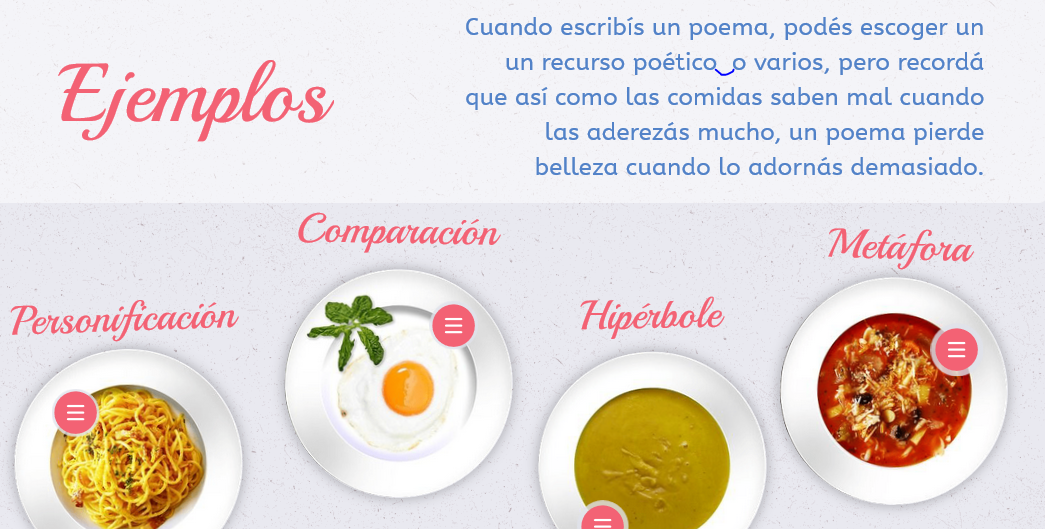 Ejemplos
Cuando escribís un poema, podés escoger un
un recurso poético o varios, pero recordá
que así como las comidas saben mal cuando
las aderezás mucho, un poema pierde
belleza cuando lo adornás demasiado.
Personificación
Comparación
Hipérbole
Metáfora